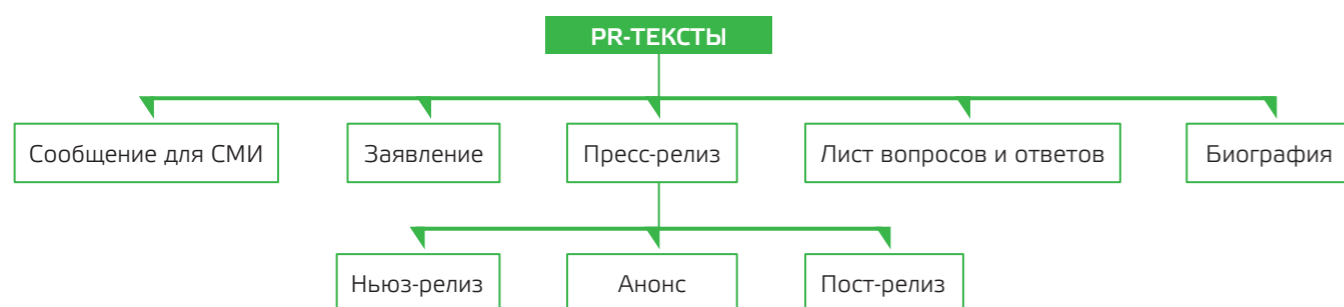 PR-ТЕКСТЫ
Сообщение для СМИ
Заявление
Пресс-релиз
Лист вопросов и ответов
Биография
Ньюз-релиз
Анонс
Пост-релиз